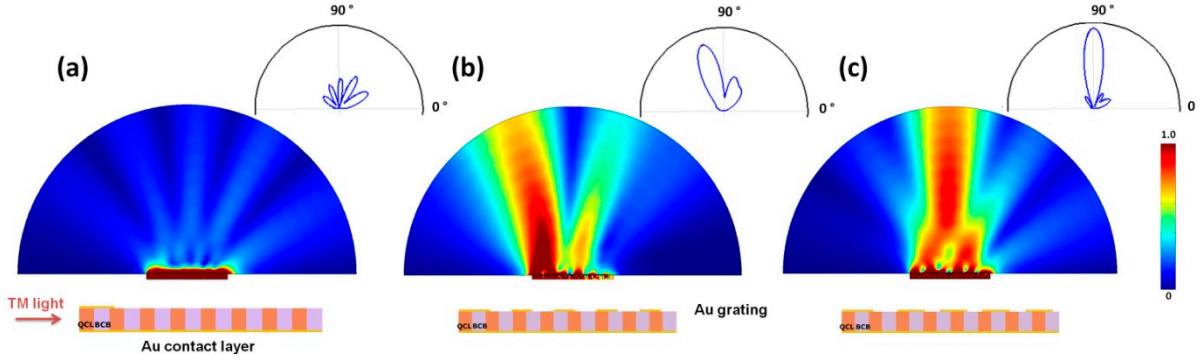 90 °
(a)
0 °
90 °
(b)
0 °
90 °
(c)
0
1.0
0
TM light
QCL BCB
Au contact layer
QCL BCB
Au grating
QCL BCB